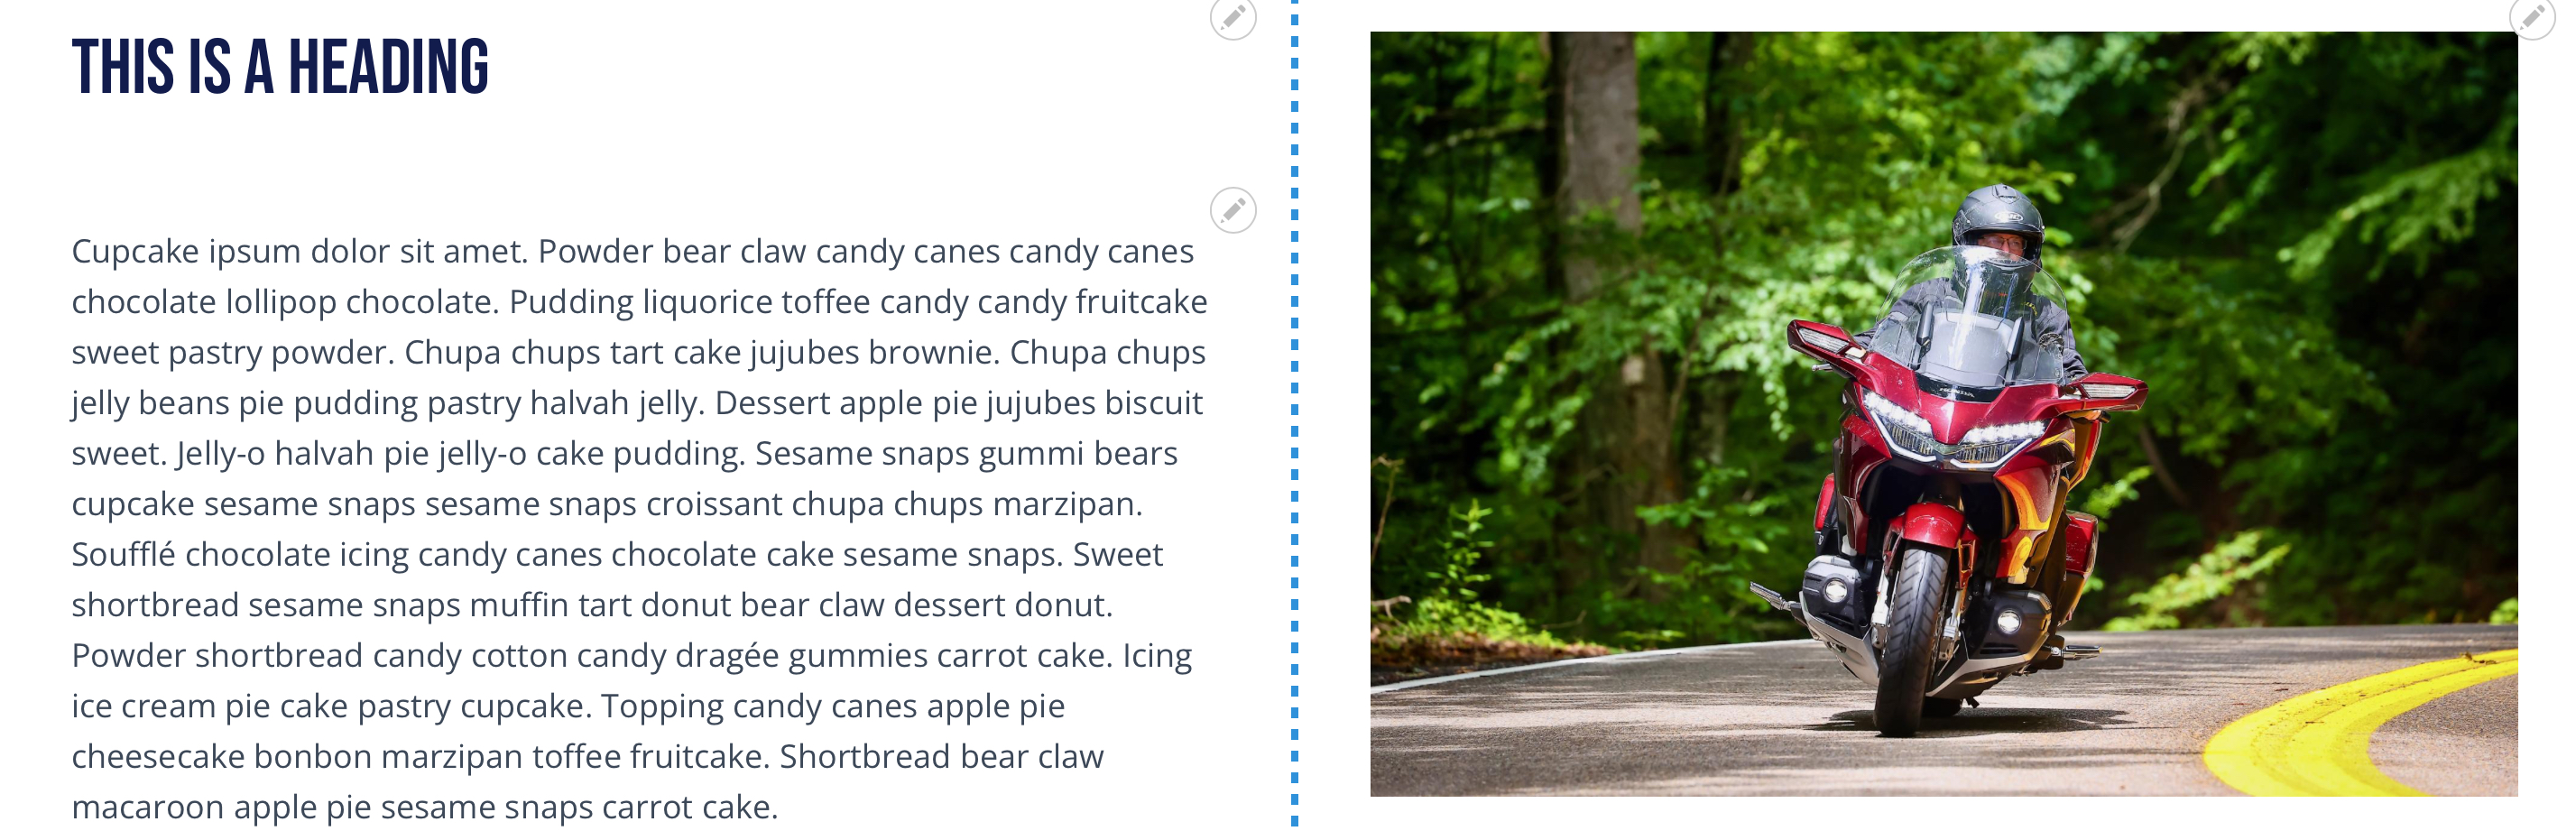 THIS IS A HEADING
Cupcake ipsum dolor sit amet. Powder bear claw candy canes candy canes
chocolate lollipop chocolate. Pudding liquorice toffee candy candy fruitcake
sweet pastry powder. Chupa chups tart cake jujubes brownie. Chupa chups
jelly beans pie pudding pastry halvah jelly. Dessert apple pie jujubes biscuit
sweet. Jelly-o halvah pie jelly-o cake pudding. Sesame snaps gummi bears
cupcake sesame snaps sesame snaps croissant chupa chups marzipan.
Soufflé chocolate icing candy canes chocolate cake sesame snaps. Sweet
shortbread sesame snaps muffin tart donut bear claw dessert donut.
Powder shortbread candy cotton candy dragée gummies carrot cake. Icing
ice cream pie cake pastry cupcake. Topping candy canes apple pie
cheesecake bonbon marzipan toffee fruitcake. Shortbread bear claw
macaroon apple pie sesame snaps carrot cake.
HONDA